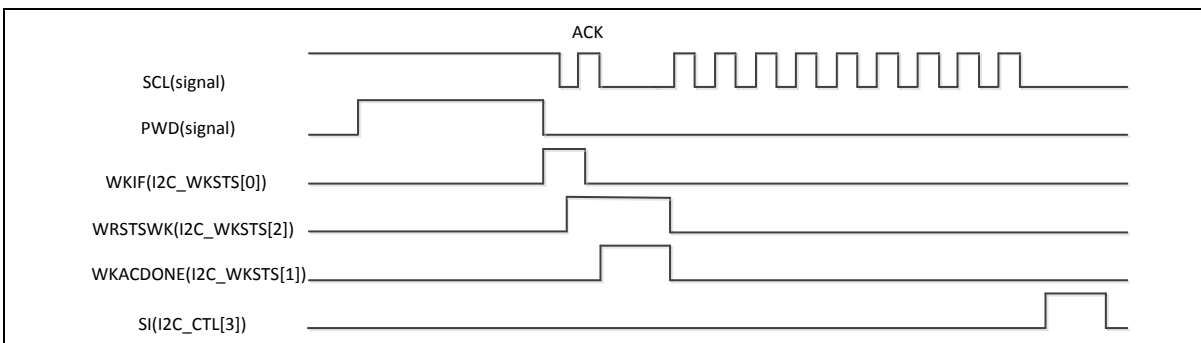 ACK
SCL(signal)
PWD(signal)
WKIF(I2C_WKSTS[0])
WRSTSWK(I2C_WKSTS[2])
WKACDONE(I2C_WKSTS[1])
SI(I2C_CTL[3])